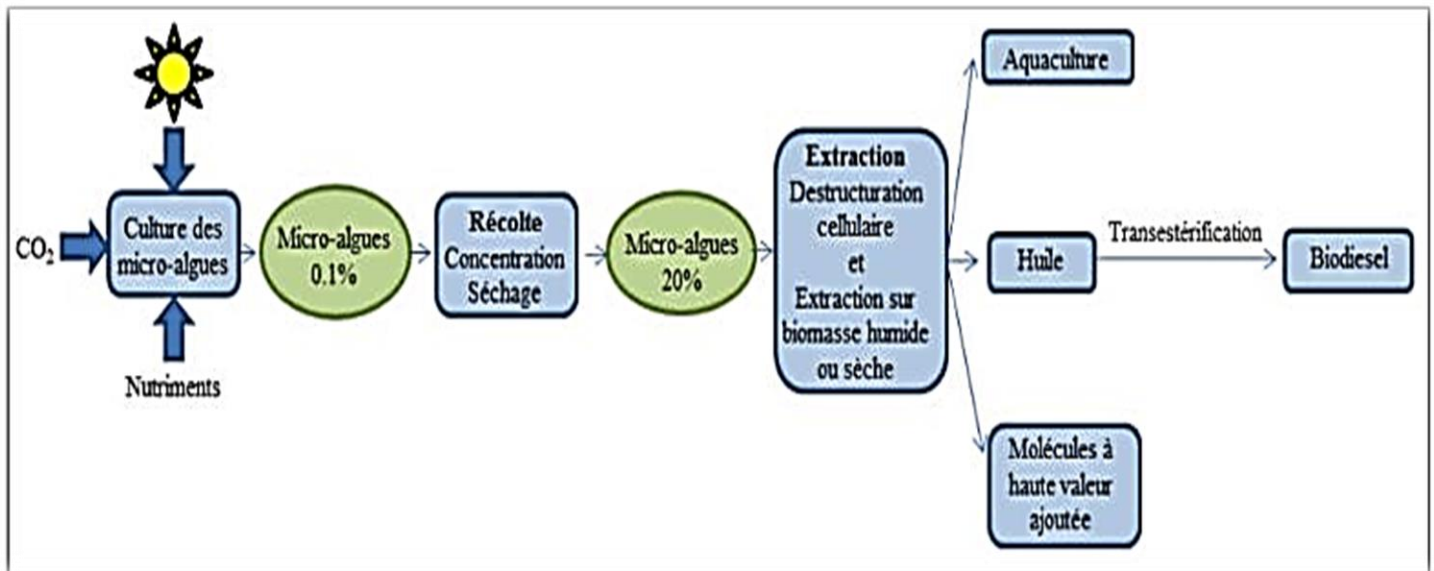 CO₂
Culture des
micro-algues
Nutriments
Micro-algues
0.1%
Récolte
Concentration
Séchage
Micro-algues
20%
Extraction
Destructuration
cellulaire
et
Extraction sur
biomasse humide
ou sèche
Aquaculture
Huile
Transestérification
Biodiesel
Molécules à
haute valeur
ajoutée